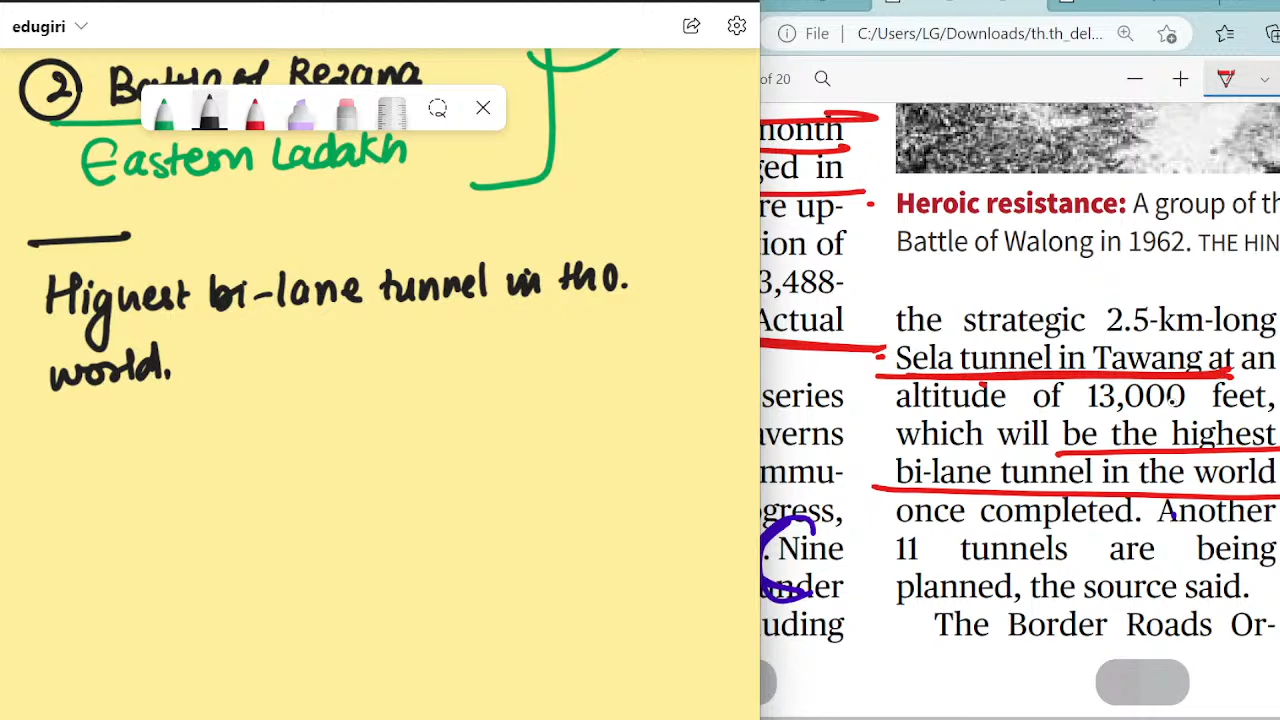 edugiri
② Battle of Rezang
Eastern Ladakh
Highest bi-lane tunnel in the.
world.
File C:/Users/LG/Downloads/th.th_del...
of 20
month
ged in
re up-
ion of
3,488-
Actual
series
averns
mmu-
ogress,
. Nine
under
luding
Heroic resistance: A group of th
Battle of Walong in 1962. THE HIN
the strategic 2.5-km-long
Sela tunnel in Tawang at an
altitude of 13,000 feet,
which will be the highest
bi-lane tunnel in the world
once completed. Another
11 tunnels are being
planned, the source said.
The Border Roads Or-